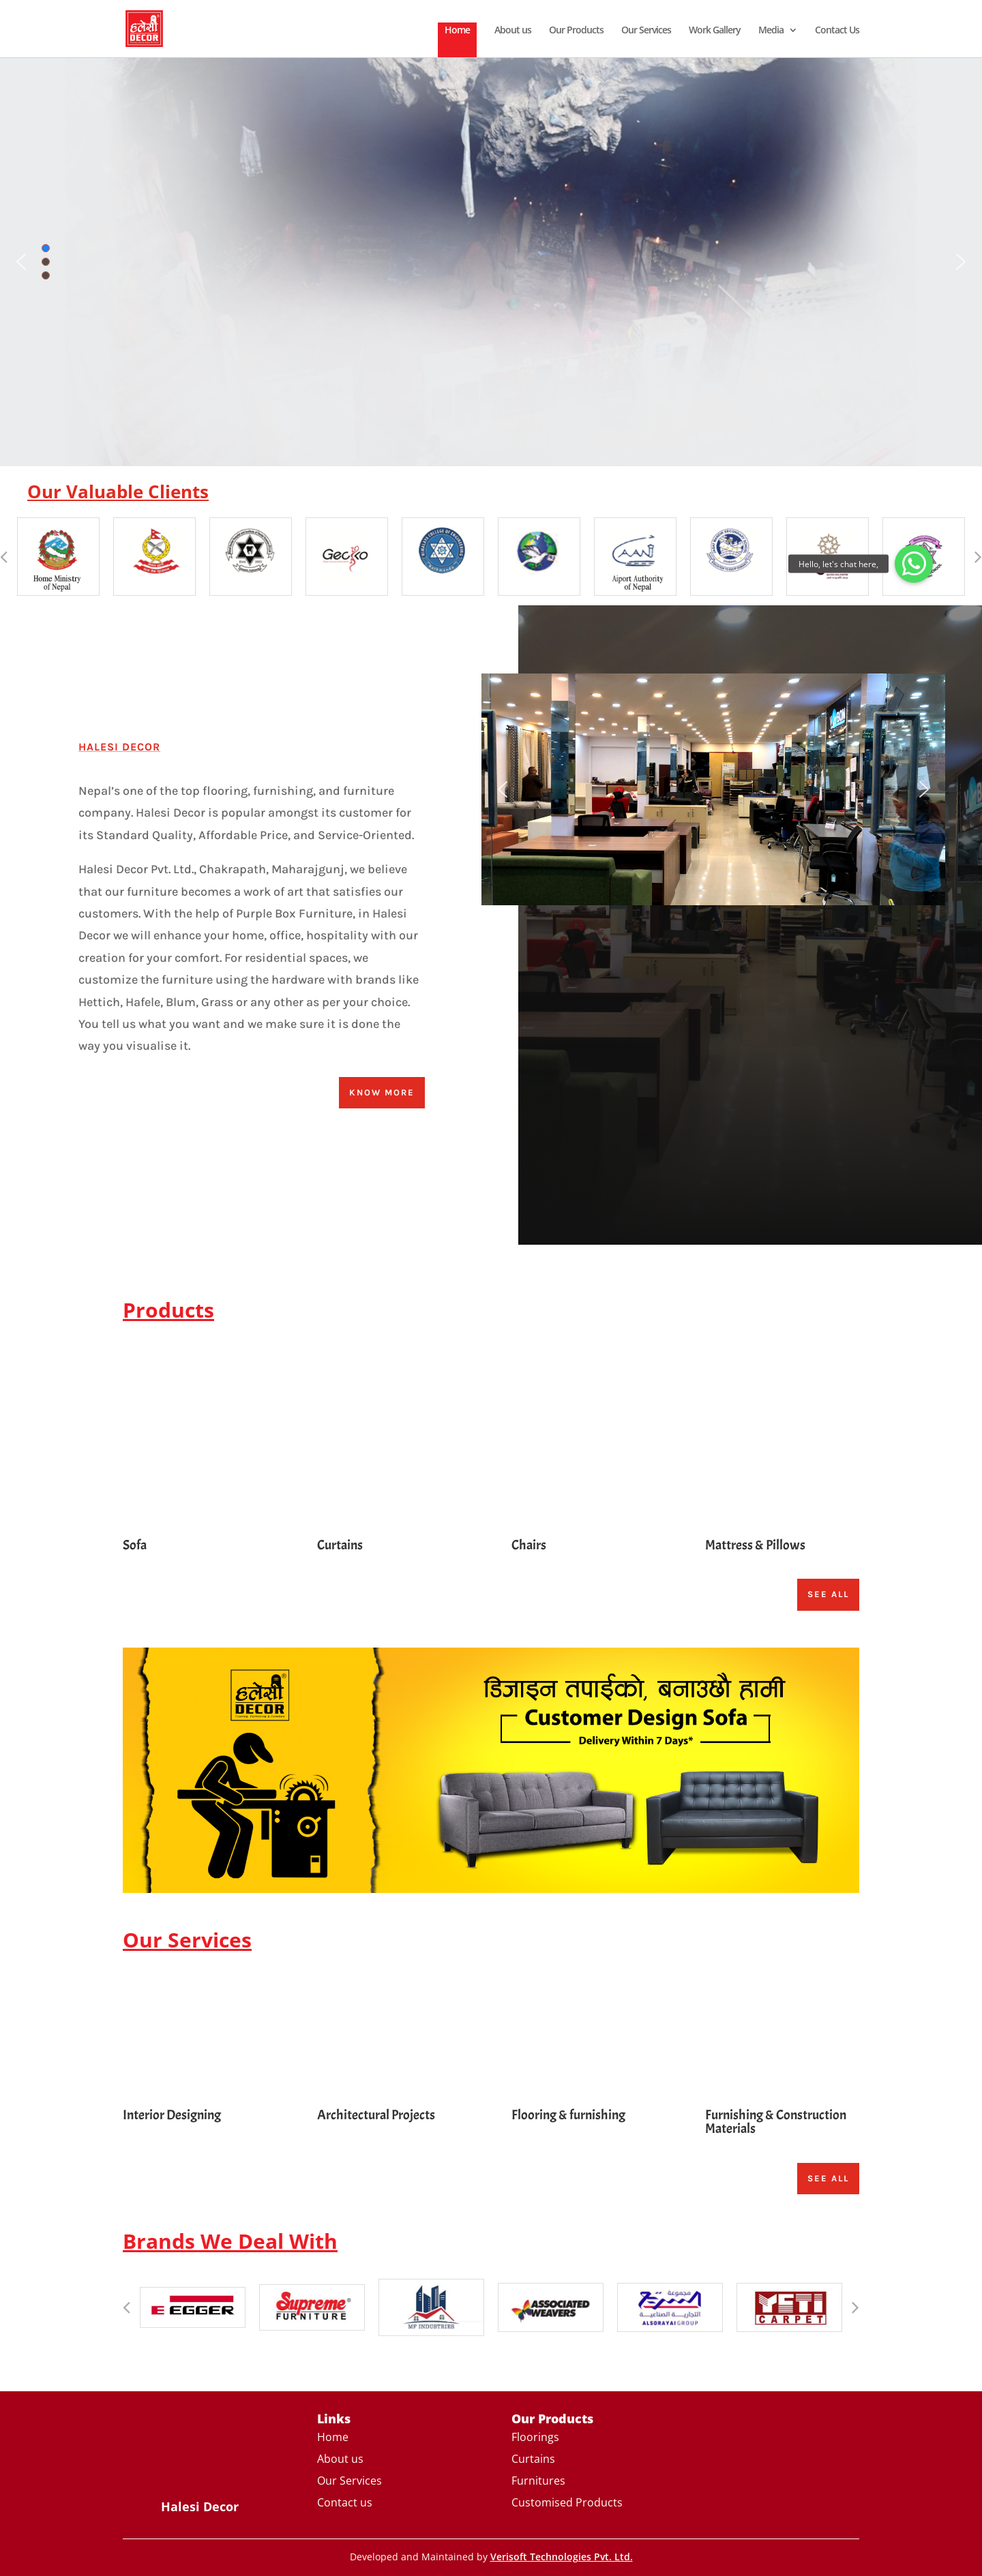 हलेसी
DECOR
Home
About us
Our Products
Our Services
Work Gallery
Media
Contact Us
Our Valuable Clients
Home Ministry
of Nepal
Gecko
CAAN
Aiport Authority
of Nepal
Hello, let's chat here,
HALESI DECOR
Nepal's one of the top flooring, furnishing, and furniture
company. Halesi Decor is popular amongst its customer for
its Standard Quality, Affordable Price, and Service-Oriented.
Halesi Decor Pvt. Ltd., Chakrapath, Maharajgunj, we believe
that our furniture becomes a work of art that satisfies our
customers. With the help of Purple Box Furniture, in Halesi
Decor we will enhance your home, office, hospitality with our
creation for your comfort. For residential spaces, we
customize the furniture using the hardware with brands like
Hettich, Hafele, Blum, Grass or any other as per your choice.
You tell us what you want and we make sure it is done the
way you visualise it.
KNOW MORE
Products
Sofa
Curtains
Chairs
Mattress & Pillows
SEE ALL
हलेसी
DECOR
डिजाइन तपाईको, बनाउछौ हामी
Customer Design Sofa
Delivery Within 7 Days*
Our Services
Interior Designing
Architectural Projects
Flooring & furnishing
Furnishing & Construction
Materials
SEE ALL
Brands We Deal With
EGGER
Supreme®
FURNITURE
MP INDUSTRIES
ASSOCIATED
WEAVERS
مجموعة
السريع
التجارية الصناعية
ALSORAYAI GROUP
YETI
CARPET
Links
Home
About us
Our Services
Contact us
Our Products
Floorings
Curtains
Furnitures
Customised Products
Halesi Decor
Developed and Maintained by Verisoft Technologies Pvt. Ltd.